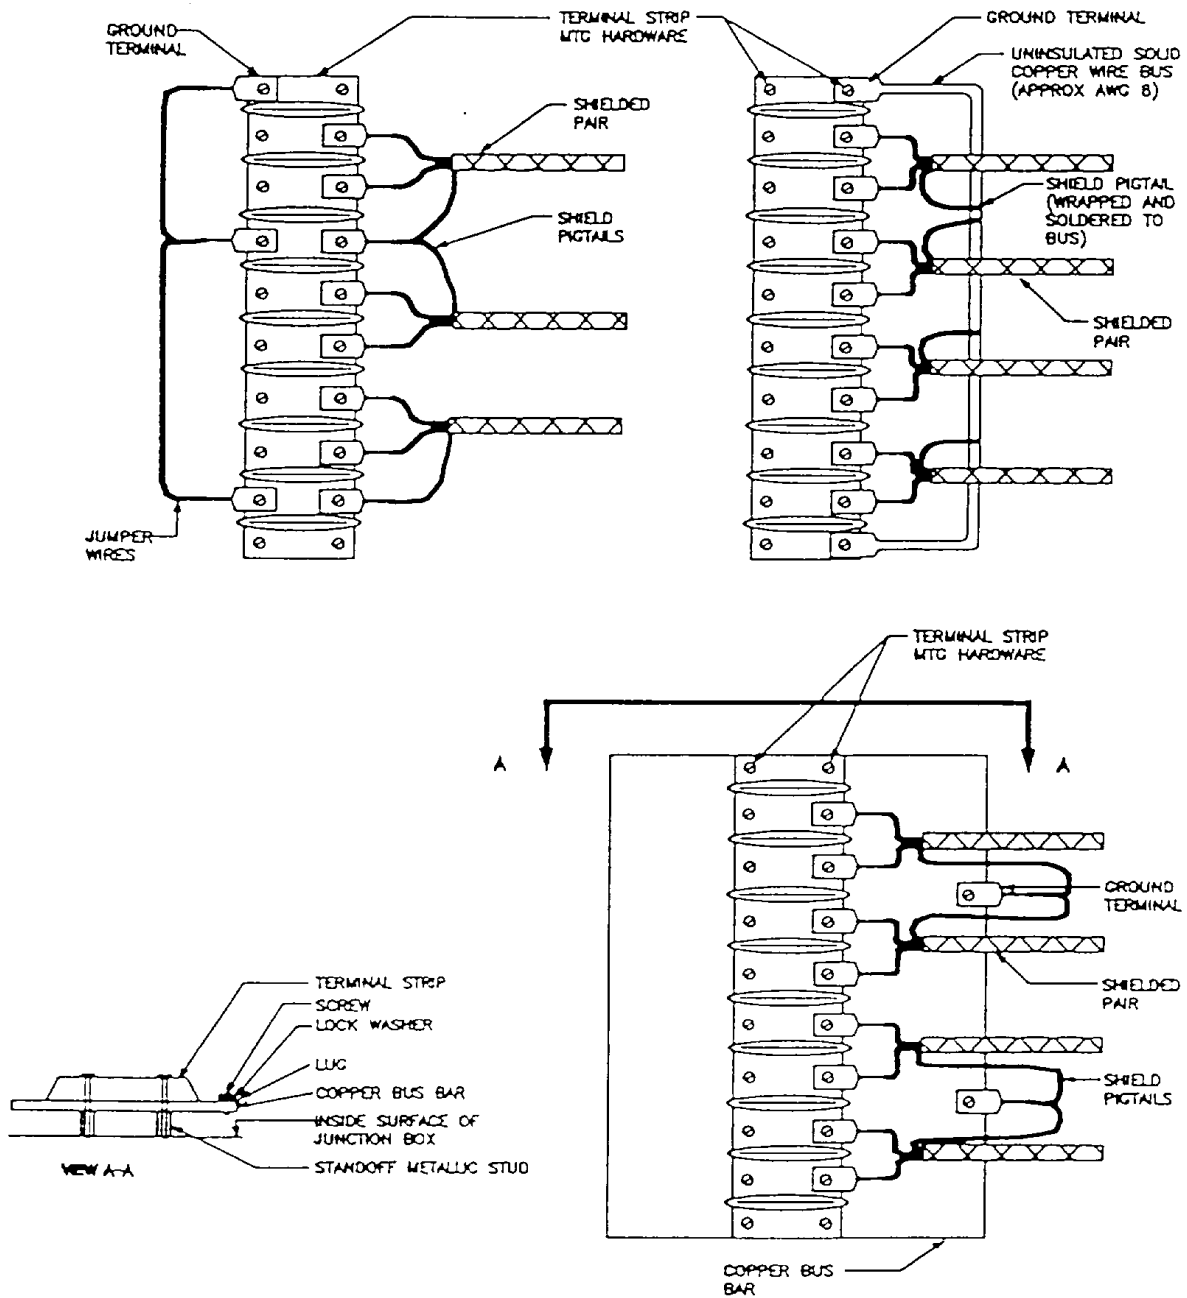 GROUND
TERMINAL
TERMINAL STRIP
MTG HARDWARE
GROUND TERMINAL
UNINSULATED SOLID
COPPER WIRE BUS
(APPROX AWG 8)
SHIELDED
PAIR
SHIELD
PIGTAILS
SHIELD PIGTAIL
(WRAPPED AND
SOLDERED TO
BUS)
SHIELDED
PAIR
JUMPER
WIRES
TERMINAL STRIP
MTG HARDWARE
A
A
GROUND
TERMINAL
SHIELDED
PAIR
SHIELD
PIGTAILS
COPPER BUS
BAR
TERMINAL STRIP
SCREW
LOCK WASHER
LUG
COPPER BUS BAR
INSIDE SURFACE OF
JUNCTION BOX
STANDOFF METALLIC STUD
VIEW A-A